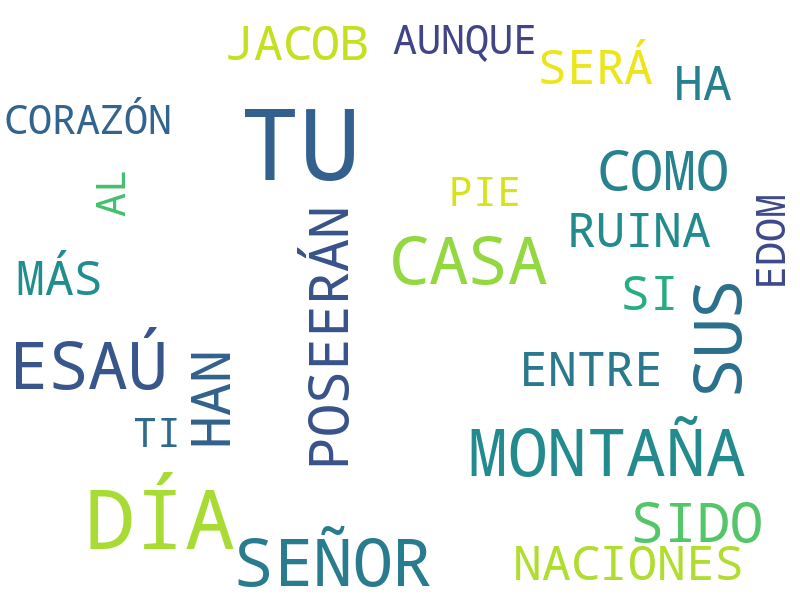 JACOB
AUNQUE
SERÁ
HA
CORAZÓN
TU
COMO
AL
PIE
EDOM
RUINA
CASA
MÁS
SI
POSEERÁN
SUS
ESAÚ
HAN
ENTRE
TI
MONTAÑA
DÍA
SIDO
SEÑOR
NACIONES